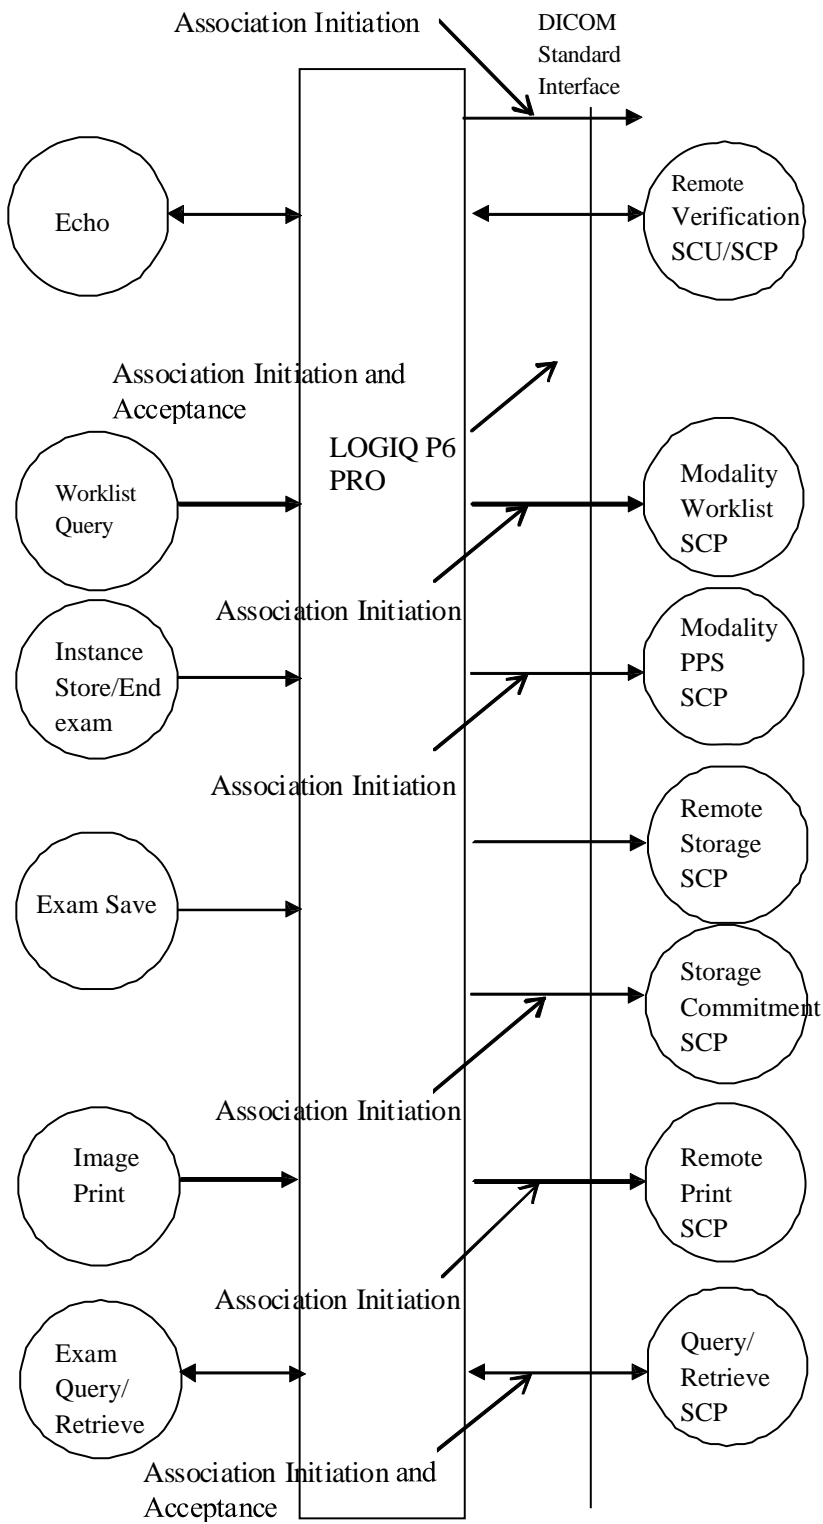 Association Initiation
DICOM
Standard
Interface
Echo
Remote
Verification
SCU/SCP
Association Initiation and
Acceptance
LOGIQ P6
PRO
Worklist
Query
Modality
Worklist
SCP
Association Initiation
Instance
Store/End
exam
Modality
PPS
SCP
Association Initiation
Remote
Storage
SCP
Exam Save
Storage
Commitment
SCP
Association Initiation
Image
Print
Remote
Print
SCP
Association Initiation
Exam
Query/
Retrieve
Query/
Retrieve
SCP
Association Initiation and
Acceptance